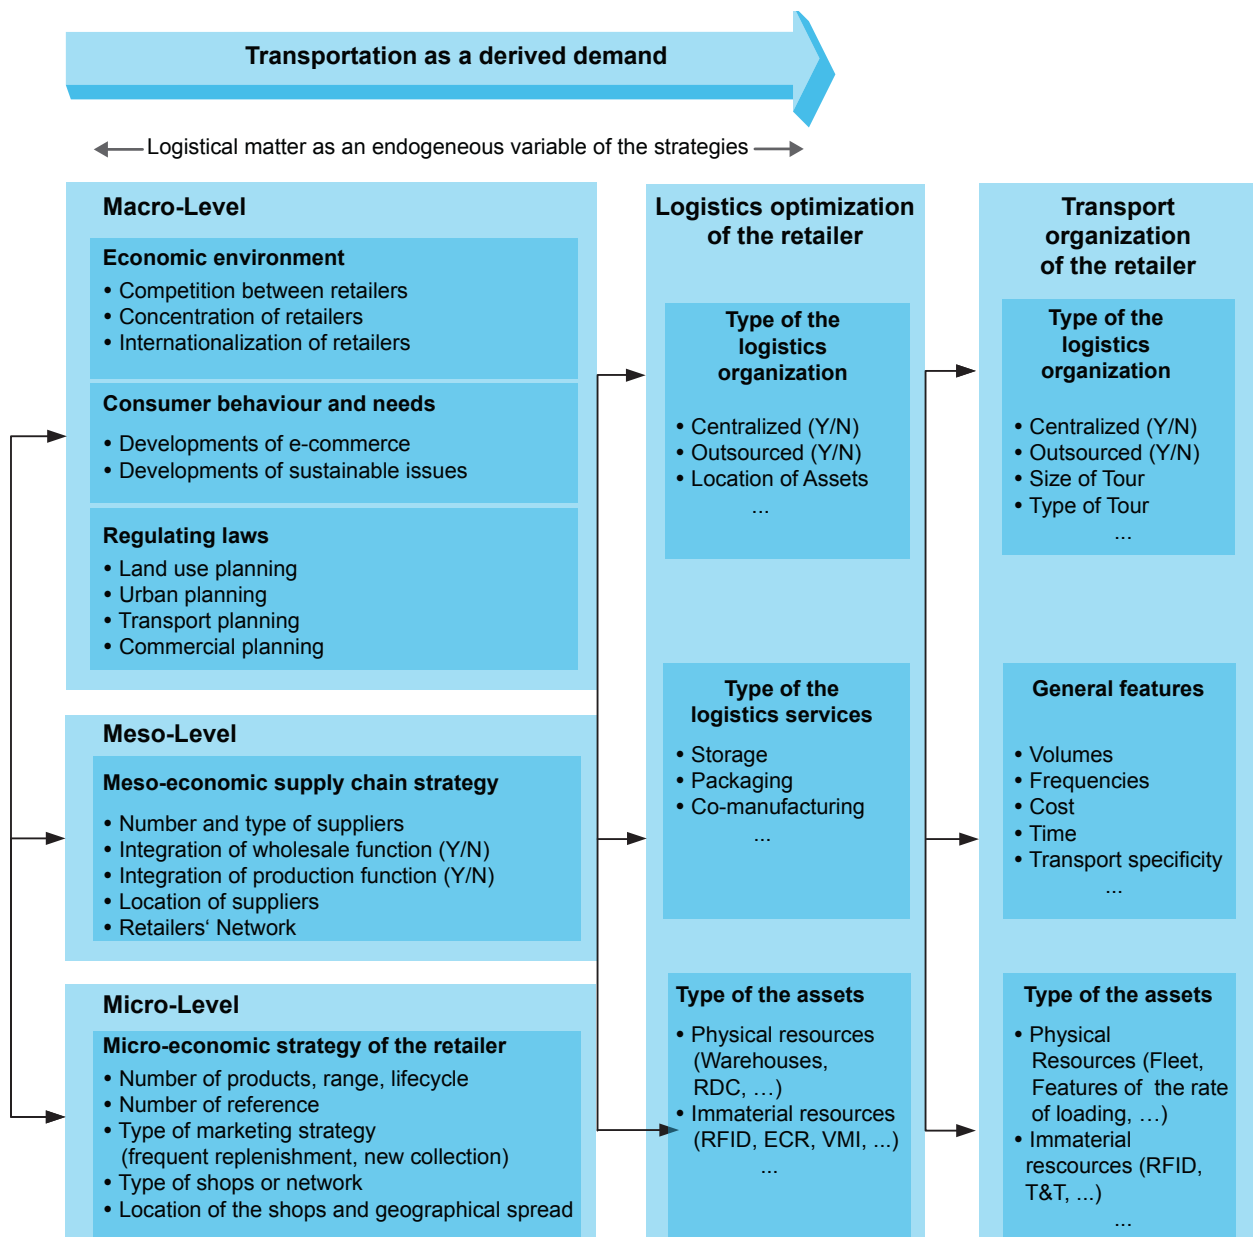 Transportation as a derived demand
Logistical matter as an endogeneous variable of the strategies
Macro-Level
Economic environment
• Competition between retailers
• Concentration of retailers
• Internationalization of retailers
Consumer behaviour and needs
• Developments of e-commerce
• Developments of sustainable issues
Regulating laws
• Land use planning
• Urban planning
• Transport planning
• Commercial planning
Meso-Level
Meso-economic supply chain strategy
• Number and type of suppliers
• Integration of wholesale function (Y/N)
• Integration of production function (Y/N)
• Location of suppliers
• Retailers‘ Network
Micro-Level
Micro-economic strategy of the retailer
• Number of products, range, lifecycle
• Number of reference
• Type of marketing strategy
(frequent replenishment, new collection)
• Type of shops or network
• Location of the shops and geographical spread
Logistics optimization
of the retailer
Type of the
logistics
organization
• Centralized (Y/N)
• Outsourced (Y/N)
• Location of Assets
...
Type of the
logistics services
• Storage
• Packaging
• Co-manufacturing
...
Type of the assets
• Physical resources
(Warehouses,
RDC, …)
• Immaterial resources
(RFID, ECR, VMI, ...)
...
Transport
organization
of the retailer
Type of the
logistics
organization
• Centralized (Y/N)
• Outsourced (Y/N)
• Size of Tour
• Type of Tour
...
General features
• Volumes
• Frequencies
• Cost
• Time
• Transport specificity
...
Type of the assets
• Physical
Resources (Fleet,
Features of the rate
of loading, …)
• Immaterial
rescources (RFID,
T&T, ...)
...